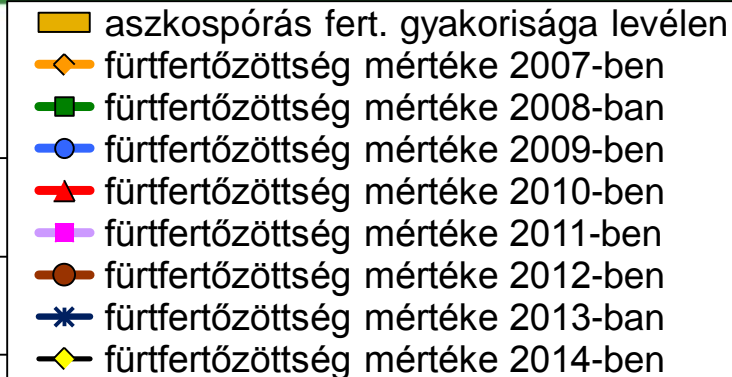 aszkospórás fert. gyakorisága levélen
fürtfertőzöttség mértéke 2007-ben
fürtfertőzöttség mértéke 2008-ban
fürtfertőzöttség mértéke 2009-ben
fürtfertőzöttség mértéke 2010-ben
fürtfertőzöttség mértéke 2011-ben
fürtfertőzöttség mértéke 2012-ben
fürtfertőzöttség mértéke 2013-ban
fürtfertőzöttség mértéke 2014-ben